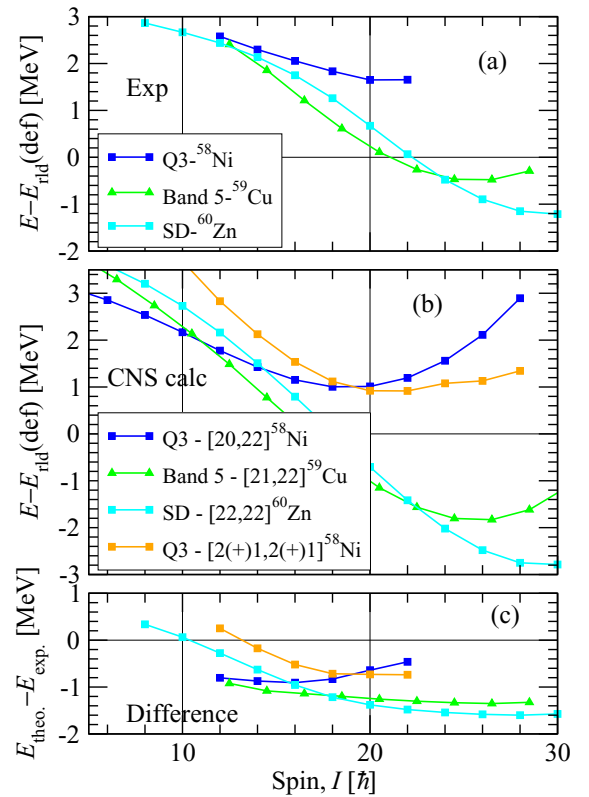 3
2
1
0
-1
-2
E−E_rld(def) [MeV]
(a)
Exp
Q3-⁵⁸Ni
Band 5-⁵⁹Cu
SD-⁶⁰Zn
3
2
1
0
-1
-2
-3
E−E_rld(def) [MeV]
(b)
CNS calc
Q3 - [20,22]⁵⁸Ni
Band 5 - [21,22]⁵⁹Cu
SD - [22,22]⁶⁰Zn
Q3 - [2(+)1,2(+)1]⁵⁸Ni
0
-1
-2
E_theo.−E_exp. [MeV]
(c)
Difference
10
20
30
Spin, I [ℏ]